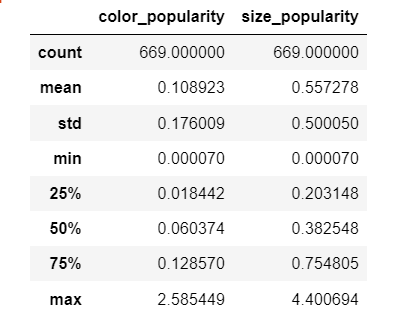 color_popularity size_popularity
count 669.000000 669.000000
mean 0.108923 0.557278
std 0.176009 0.500050
min 0.000070 0.000070
25% 0.018442 0.203148
50% 0.060374 0.382548
75% 0.128570 0.754805
max 2.585449 4.400694